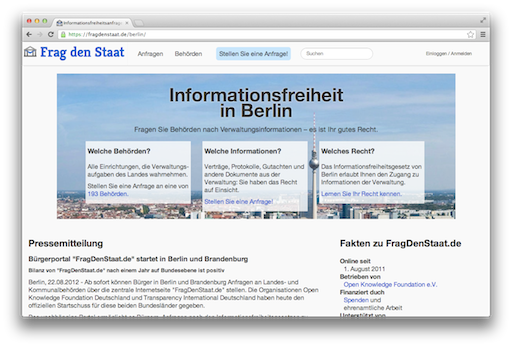 Informationsfreiheitsanfrag
https://fragdenstaat.de/berlin/
Frag den Staat
Anfragen
Behörden
Stellen Sie eine Anfrage!
Suchen
Einloggen / Anmelden
Informationsfreiheit
in Berlin
Fragen Sie Behörden nach Verwaltungsinformationen – es ist Ihr gutes Recht.
Welche Behörden?
Alle Einrichtungen, die Verwaltungs-
aufgaben des Landes wahrnehmen.
Stellen Sie eine Anfrage an eine von
193 Behörden.
Welche Informationen?
Verträge, Protokolle, Gutachten und
andere Dokumente aus der
Verwaltung: Sie haben das Recht
auf Einsicht.
Stellen Sie eine Anfrage!
Welches Recht?
Das Informationsfreiheitsgesetz von
Berlin erlaubt Ihnen den Zugang zu
Informationen der Verwaltung.
Lernen Sie Ihr Recht kennen.
Pressemitteilung
Bürgerportal "FragDenStaat.de" startet in Berlin und Brandenburg
Bilanz von "FragDenStaat.de" nach einem Jahr auf Bundesebene ist positiv
Berlin, 22.08.2012 - Ab sofort können Bürger in Berlin und Brandenburg Anfragen an Landes- und
Kommunalbehörden über die zentrale Internetseite "FragDenStaat.de" stellen. Die Organisationen Open
Knowledge Foundation Deutschland und Transparency International Deutschland haben heute den
offiziellen Startschuss für diese beiden Bundesländer gegeben.
Fakten zu FragDenStaat.de
Online seit
1. August 2011
Betrieben von
Open Knowledge Foundation e.V.
Finanziert duch
Spenden und
ehrenamtliche Arbeit
Unterstützt von